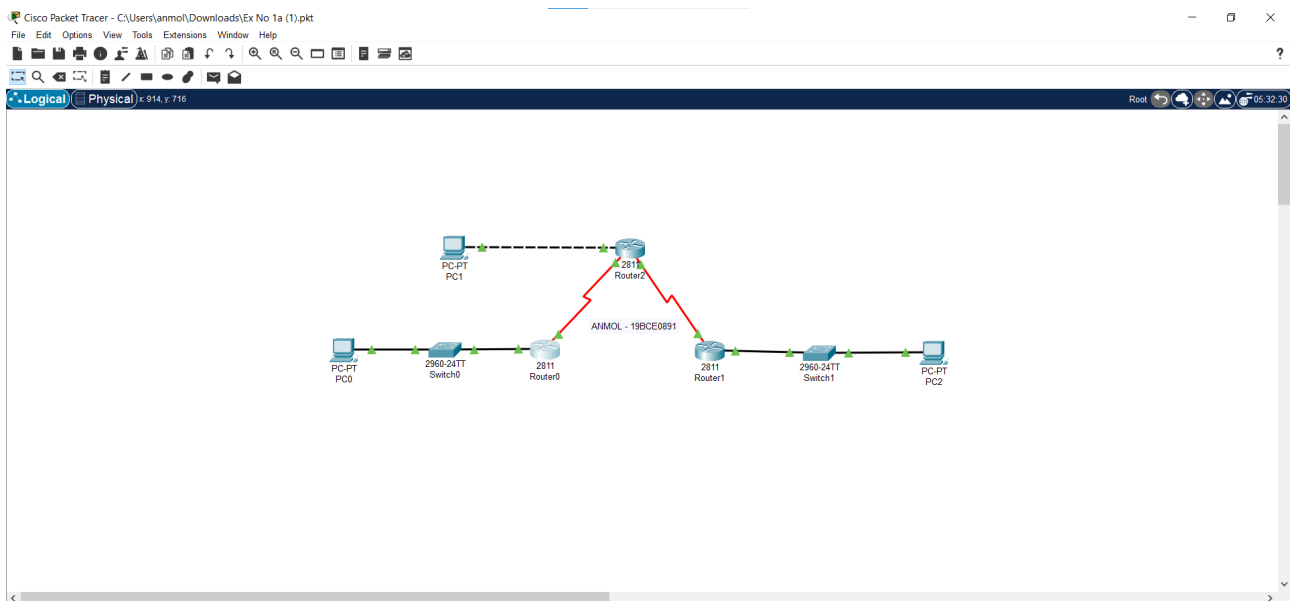 Cisco Packet Tracer - C:\Users\anmol\Downloads\Ex No 1a (1).pkt
File Edit Options View Tools Extensions Window Help
?
Logical Physical x: 914, y: 716 Root 05:32:30
PC-PT
PC1
2811
Router2
ANMOL - 19BCE0891
PC-PT
PC0
2960-24TT
Switch0
2811
Router0
2811
Router1
2960-24TT
Switch1
PC-PT
PC2